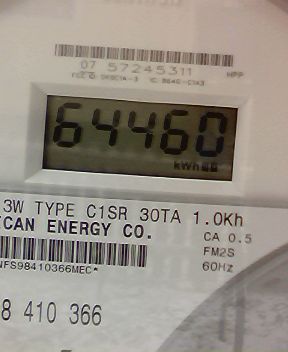 07 57245311 HPP
64460
kWh
3W TYPE C1SR 30TA 1.0Kh
CAN ENERGY CO. CA 0.5
FM2S
NFS98410366MEC* 60Hz
8 410 366